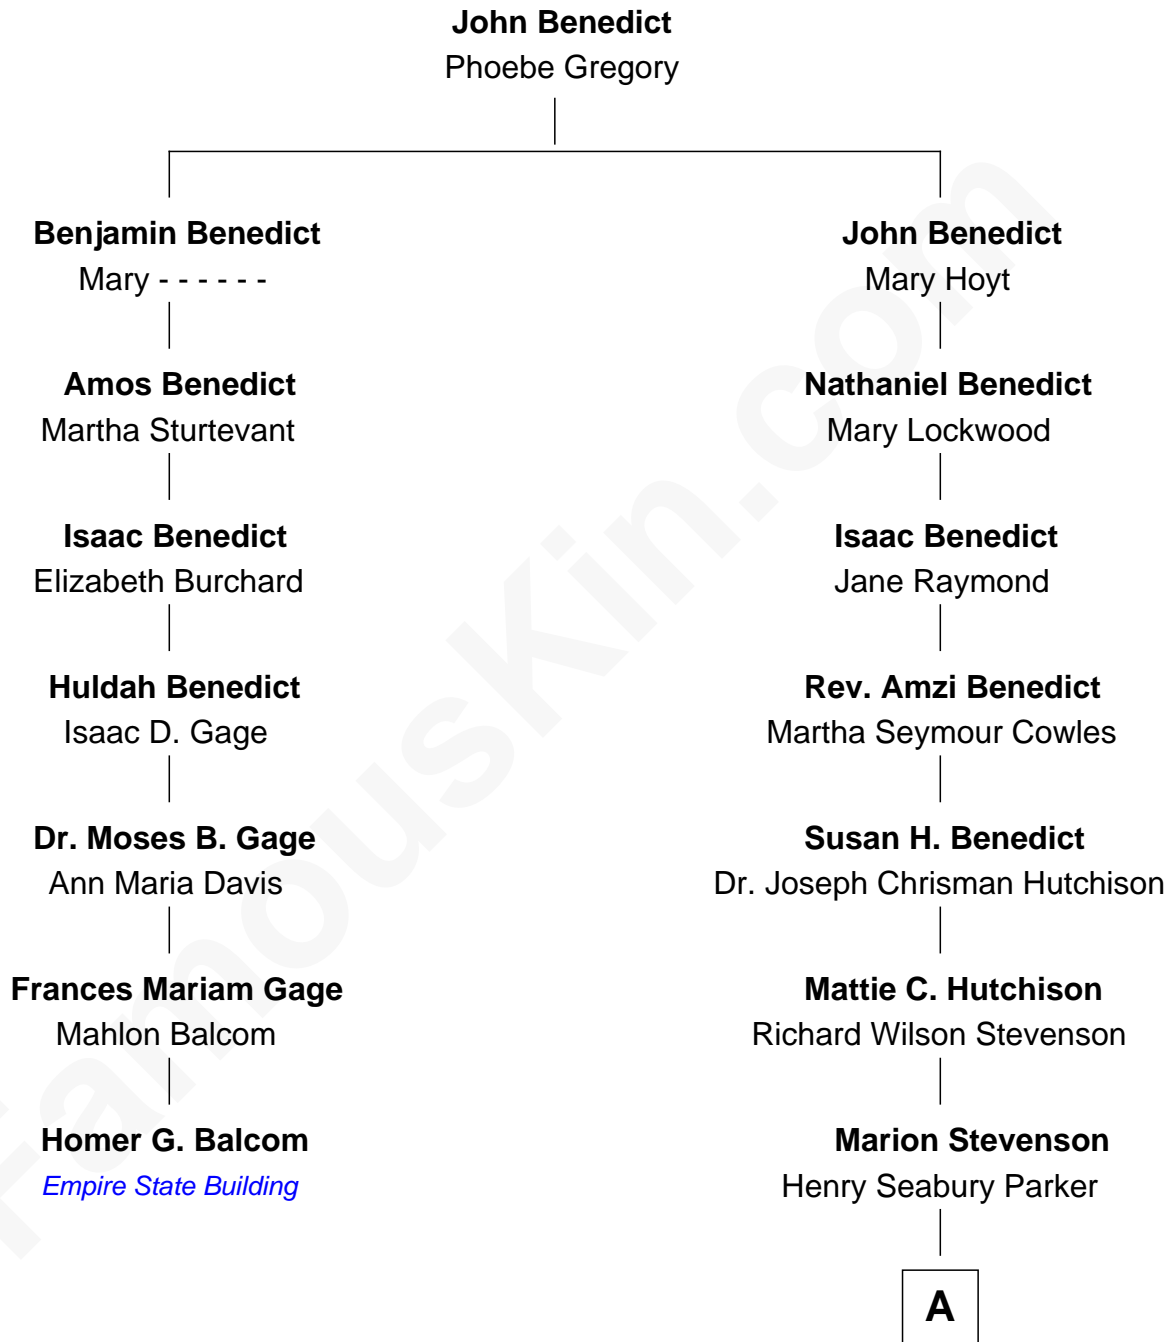 John Benedict
Phoebe Gregory
Benjamin Benedict
Mary - - - - - -
John Benedict
Mary Hoyt
Amos Benedict
Martha Sturtevant
Nathaniel Benedict
Mary Lockwood
Isaac Benedict
Elizabeth Burchard
Isaac Benedict
Jane Raymond
Huldah Benedict
Isaac D. Gage
Rev. Amzi Benedict
Martha Seymour Cowles
Dr. Moses B. Gage
Ann Maria Davis
Susan H. Benedict
Dr. Joseph Chrisman Hutchison
Frances Mariam Gage
Mahlon Balcom
Mattie C. Hutchison
Richard Wilson Stevenson
Homer G. Balcom
Empire State Building
Marion Stevenson
Henry Seabury Parker
A
FamousKin.com